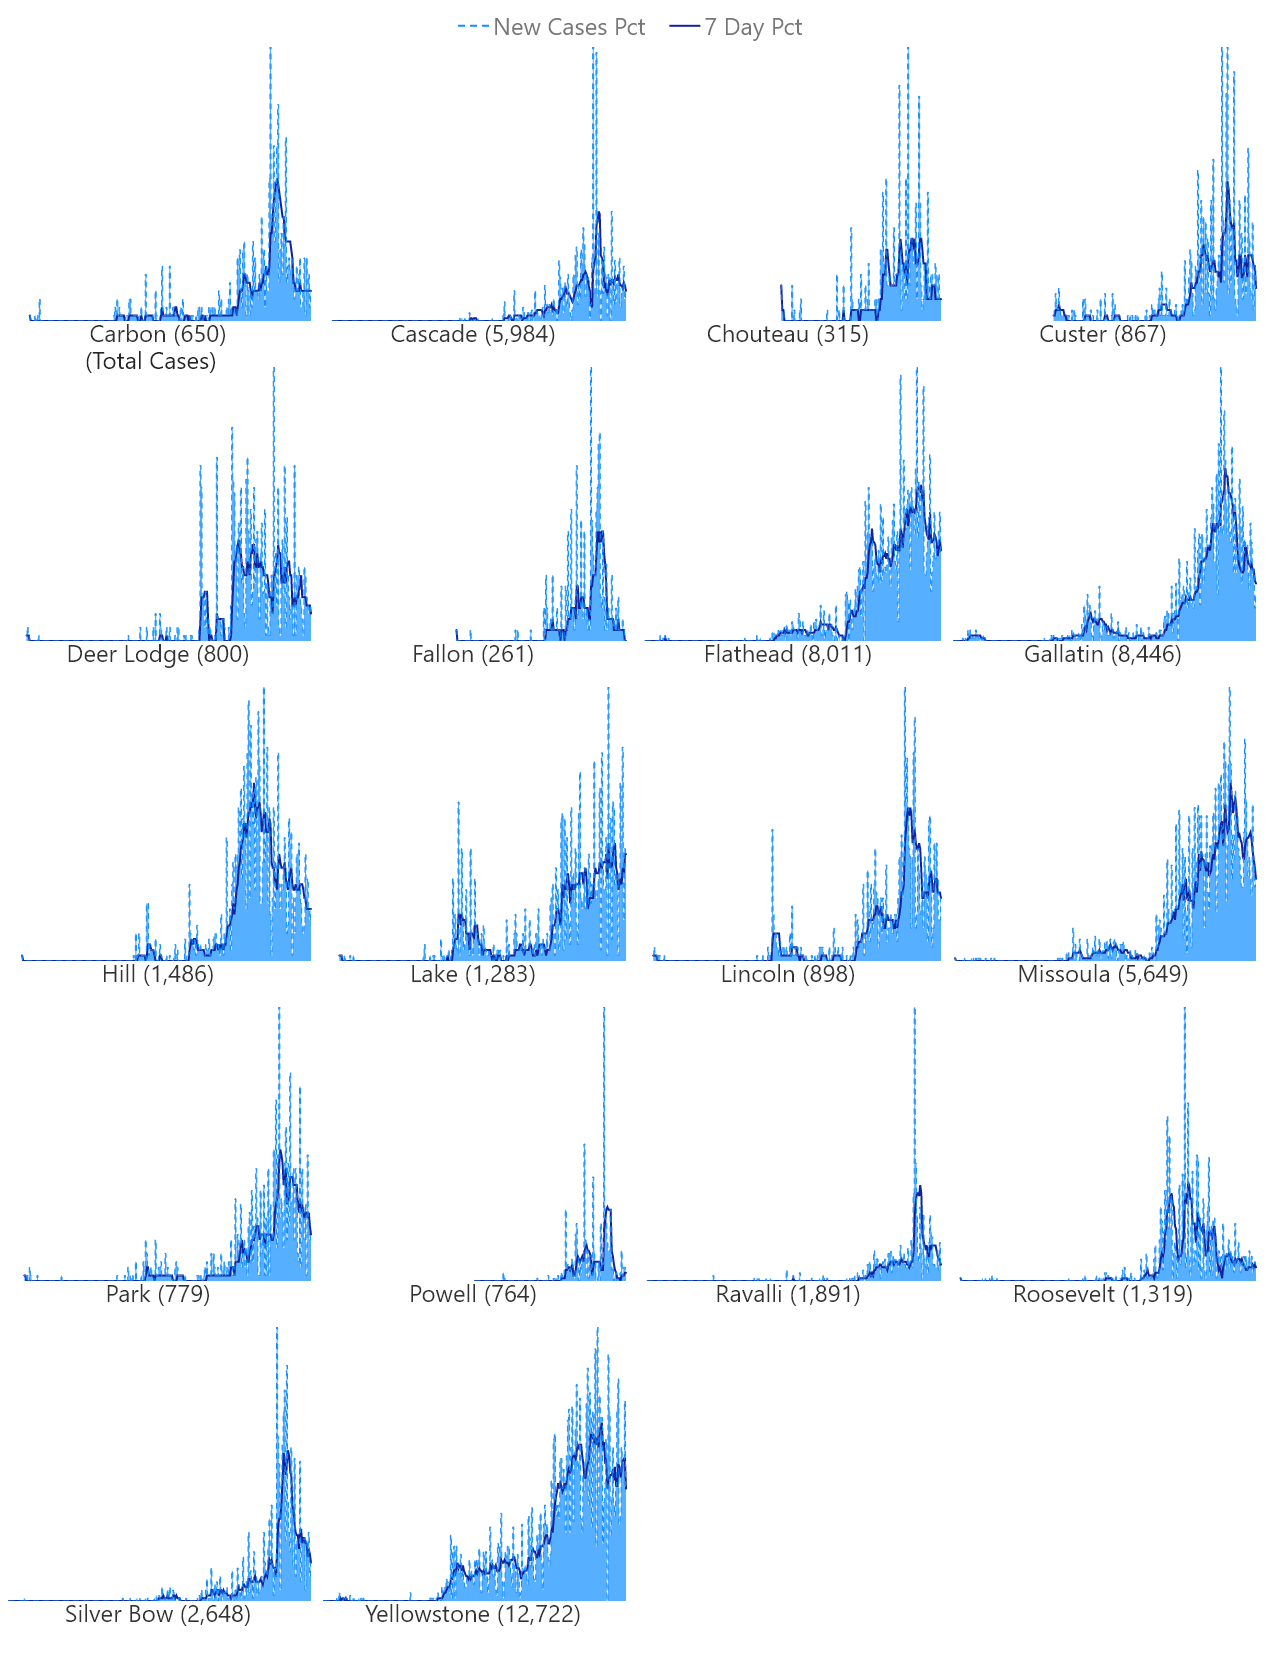 New Cases Pct 7 Day Pct
Carbon (650) Cascade (5,984) Chouteau (315) Custer (867)
(Total Cases)
Deer Lodge (800) Fallon (261) Flathead (8,011) Gallatin (8,446)
Hill (1,486) Lake (1,283) Lincoln (898) Missoula (5,649)
Park (779) Powell (764) Ravalli (1,891) Roosevelt (1,319)
Silver Bow (2,648) Yellowstone (12,722)